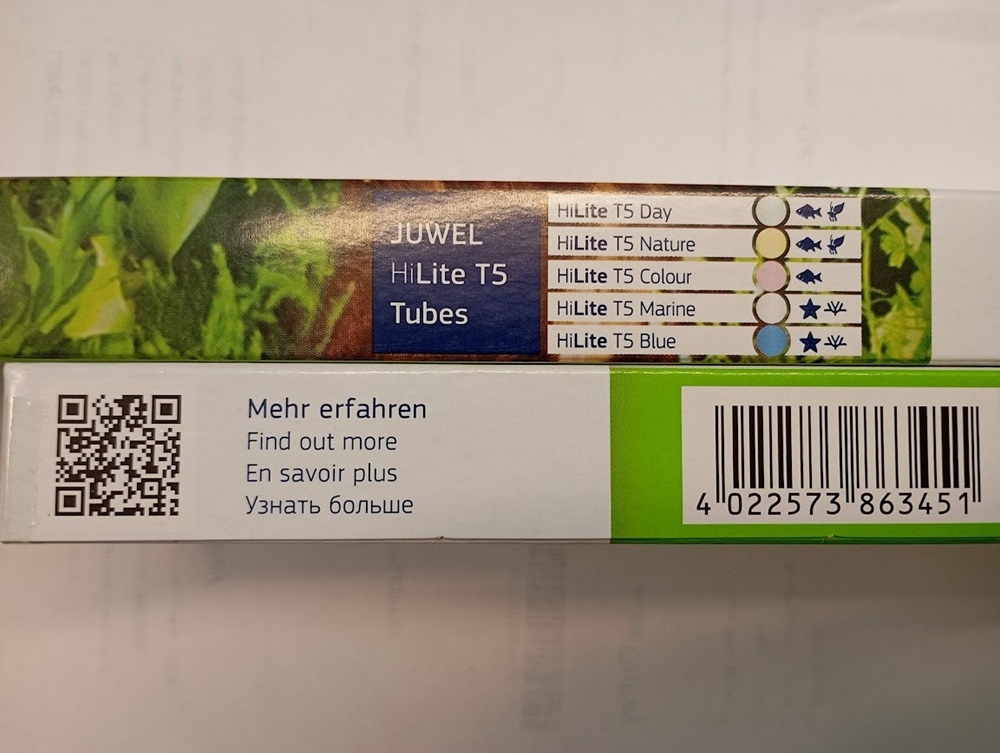 JUWEL
HiLite T5
Tubes
HiLite T5 Day
HiLite T5 Nature
HiLite T5 Colour
HiLite T5 Marine
HiLite T5 Blue
Mehr erfahren
Find out more
En savoir plus
Узнать больше
4 022573 863451